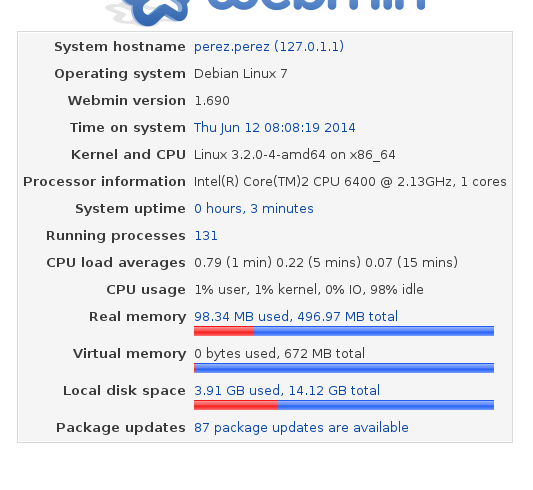 webmin
System hostname perez.perez (127.0.1.1)
Operating system Debian Linux 7
Webmin version 1.690
Time on system Thu Jun 12 08:08:19 2014
Kernel and CPU Linux 3.2.0-4-amd64 on x86_64
Processor information Intel(R) Core(TM)2 CPU 6400 @ 2.13GHz, 1 cores
System uptime 0 hours, 3 minutes
Running processes 131
CPU load averages 0.79 (1 min) 0.22 (5 mins) 0.07 (15 mins)
CPU usage 1% user, 1% kernel, 0% IO, 98% idle
Real memory 98.34 MB used, 496.97 MB total
Virtual memory 0 bytes used, 672 MB total
Local disk space 3.91 GB used, 14.12 GB total
Package updates 87 package updates are available